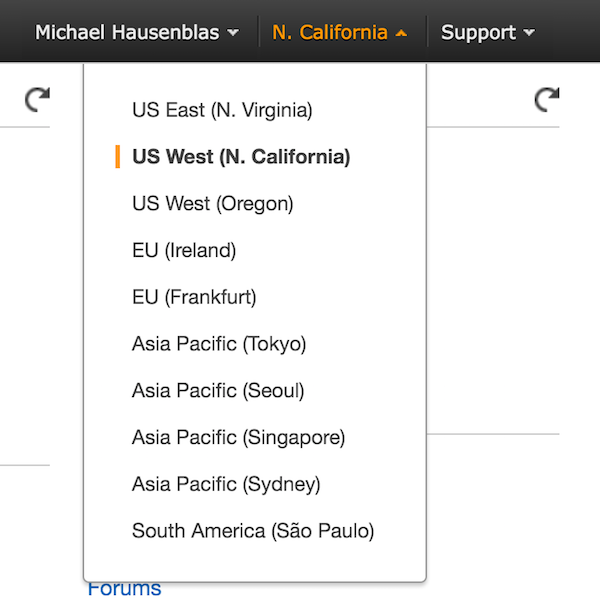 Michael Hausenblas N. California Support
US East (N. Virginia)
US West (N. California)
US West (Oregon)
EU (Ireland)
EU (Frankfurt)
Asia Pacific (Tokyo)
Asia Pacific (Seoul)
Asia Pacific (Singapore)
Asia Pacific (Sydney)
South America (São Paulo)
Forums